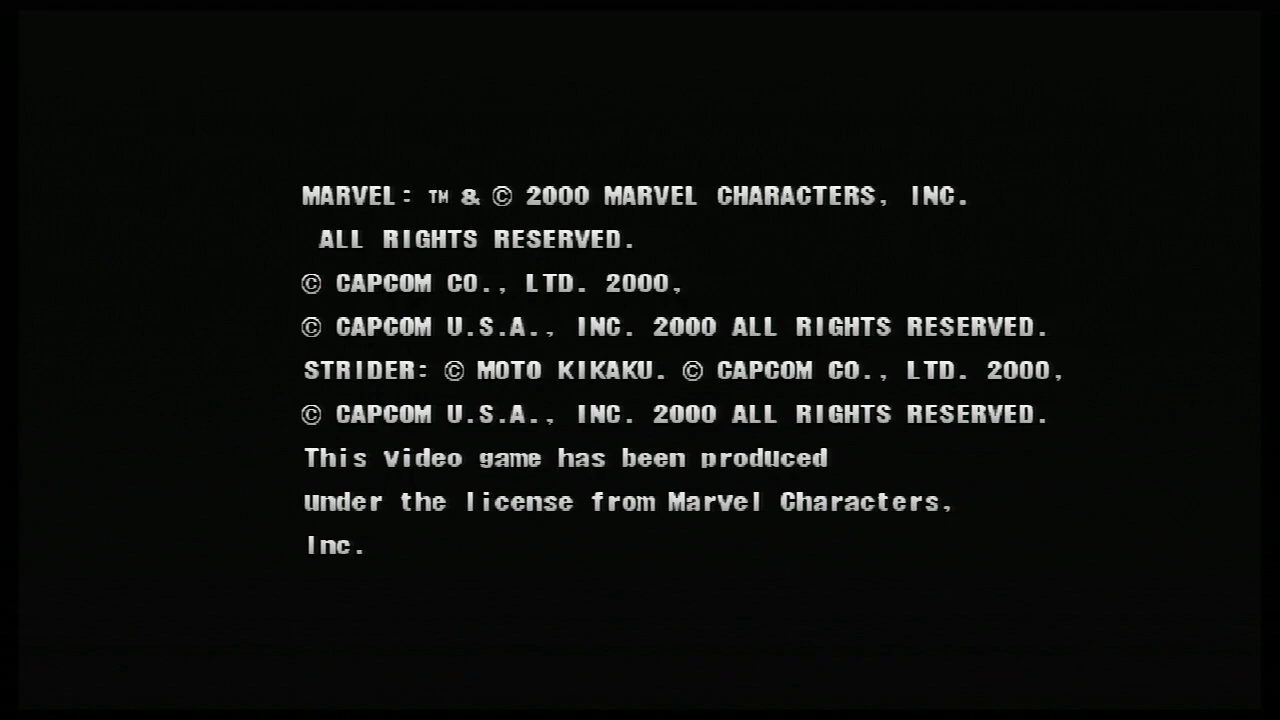 MARVEL: ™ & © 2000 MARVEL CHARACTERS, INC.
ALL RIGHTS RESERVED.
© CAPCOM CO., LTD. 2000,
© CAPCOM U.S.A., INC. 2000 ALL RIGHTS RESERVED.
STRIDER: © MOTO KIKAKU. © CAPCOM CO., LTD. 2000,
© CAPCOM U.S.A., INC. 2000 ALL RIGHTS RESERVED.
This video game has been produced
under the license from Marvel Characters,
Inc.